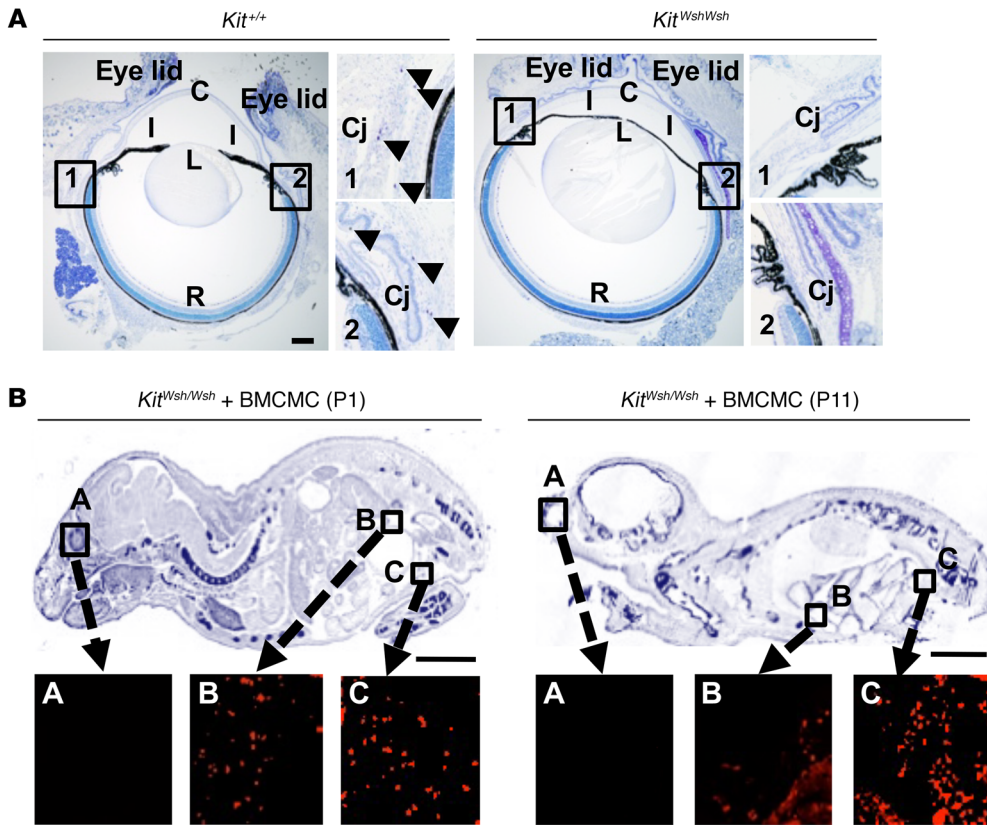 A
Kit+/+
KitWshWsh
Eye lid
C
Eye lid
I
I
L
1
2
R
Cj
1
Cj
2
Eye lid
Eye lid
C
I
I
L
1
2
R
Cj
1
Cj
2
B
KitWsh/Wsh + BMCMC (P1)
KitWsh/Wsh + BMCMC (P11)
A
B
C
A
B
C
A
B
C
A
B
C